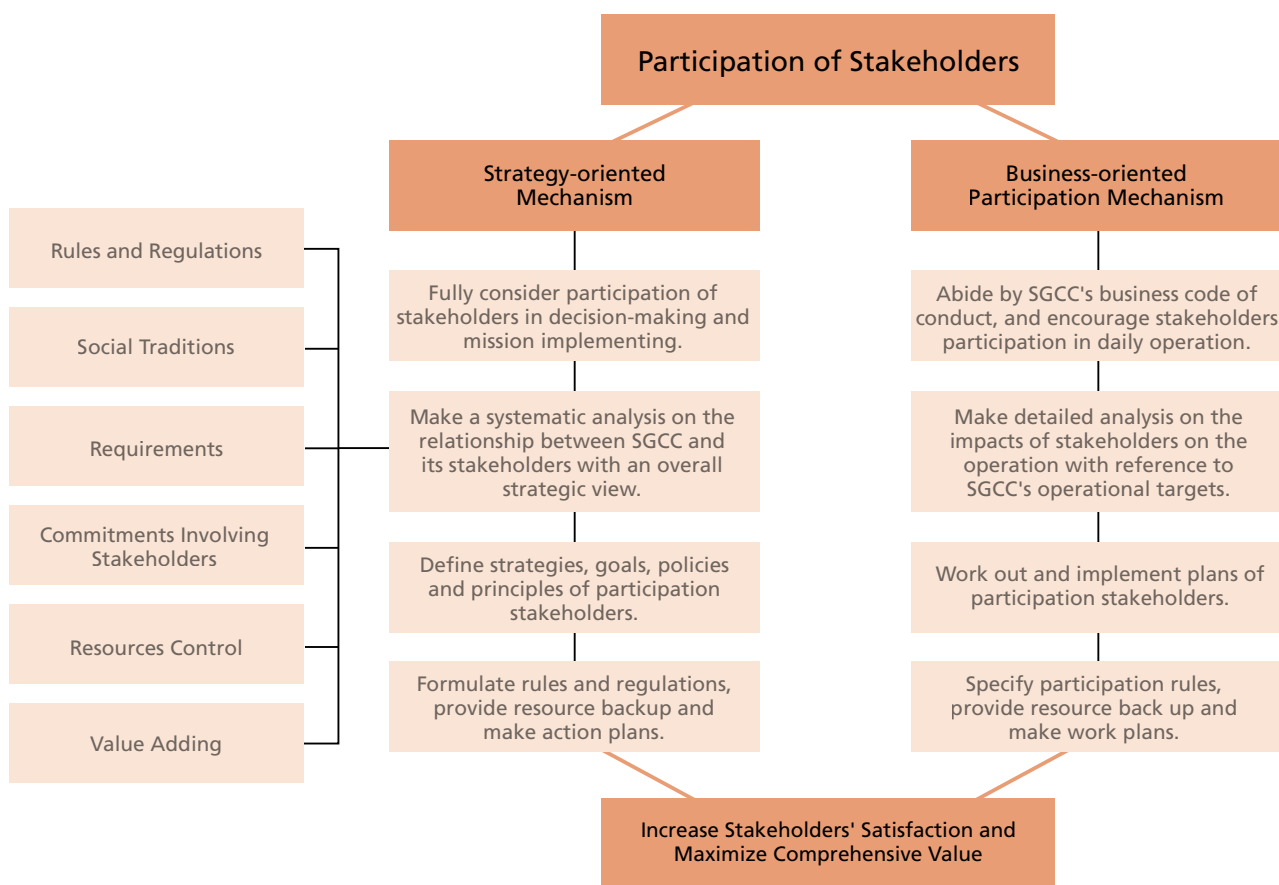 Participation of Stakeholders
Strategy-oriented
Mechanism
Business-oriented
Participation Mechanism
Rules and Regulations
Social Traditions
Requirements
Commitments Involving
Stakeholders
Resources Control
Value Adding
Fully consider participation of
stakeholders in decision-making and
mission implementing.
Make a systematic analysis on the
relationship between SGCC and
its stakeholders with an overall
strategic view.
Define strategies, goals, policies
and principles of participation
stakeholders.
Formulate rules and regulations,
provide resource backup and
make action plans.
Abide by SGCC's business code of
conduct, and encourage stakeholders
participation in daily operation.
Make detailed analysis on the
impacts of stakeholders on the
operation with reference to
SGCC's operational targets.
Work out and implement plans of
participation stakeholders.
Specify participation rules,
provide resource back up and
make work plans.
Increase Stakeholders' Satisfaction and
Maximize Comprehensive Value